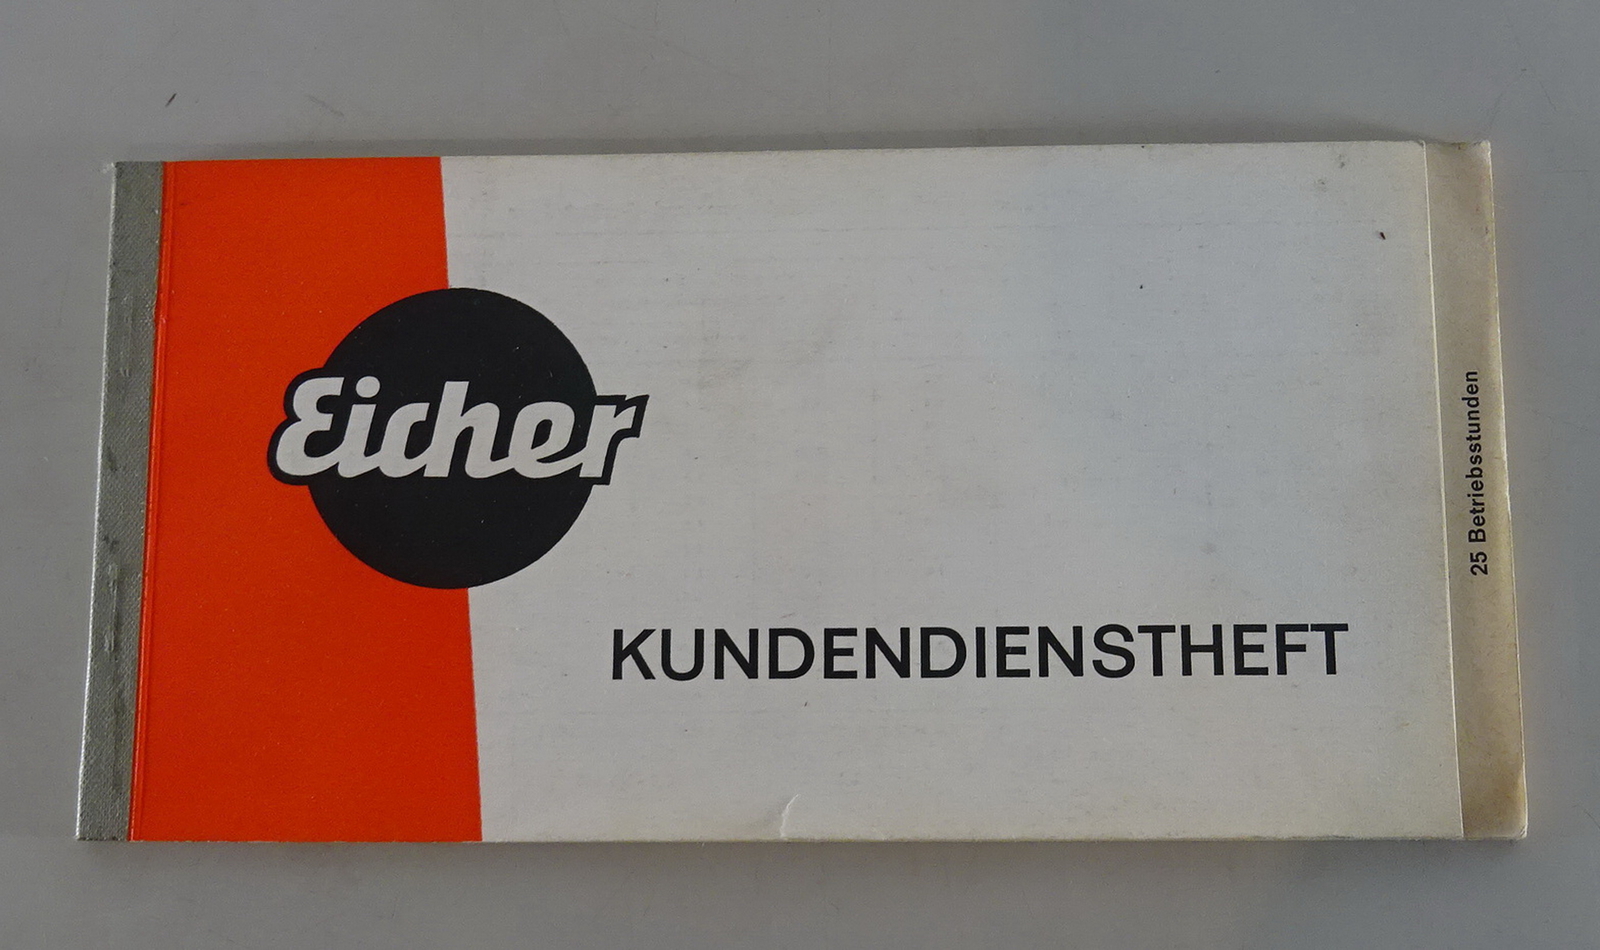 Eicher
KUNDENDIENSTHEFT
25 Betriebsstunden